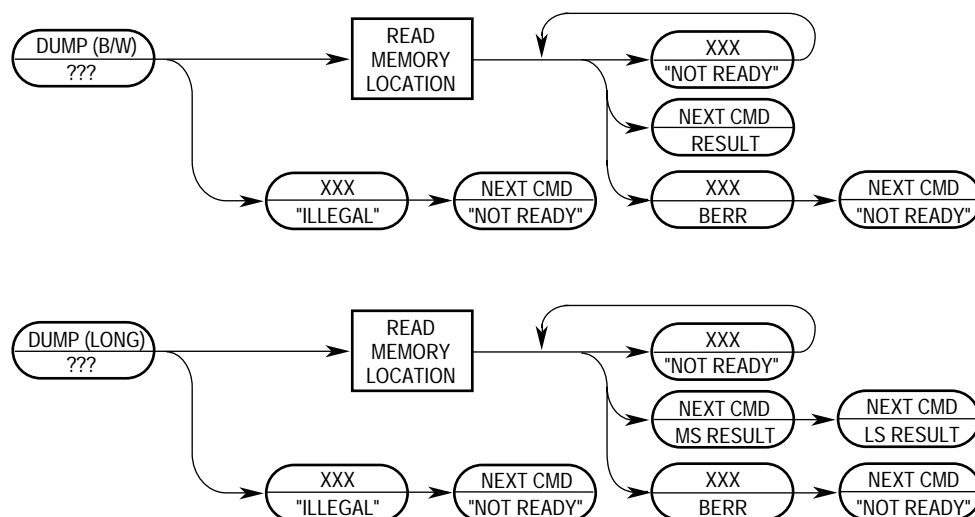 DUMP (B/W)
???
READ
MEMORY
LOCATION
XXX
"NOT READY"
NEXT CMD
RESULT
XXX
"ILLEGAL"
NEXT CMD
"NOT READY"
XXX
BERR
NEXT CMD
"NOT READY"
DUMP (LONG)
???
READ
MEMORY
LOCATION
XXX
"NOT READY"
NEXT CMD
MS RESULT
NEXT CMD
LS RESULT
XXX
"ILLEGAL"
NEXT CMD
"NOT READY"
XXX
BERR
NEXT CMD
"NOT READY"